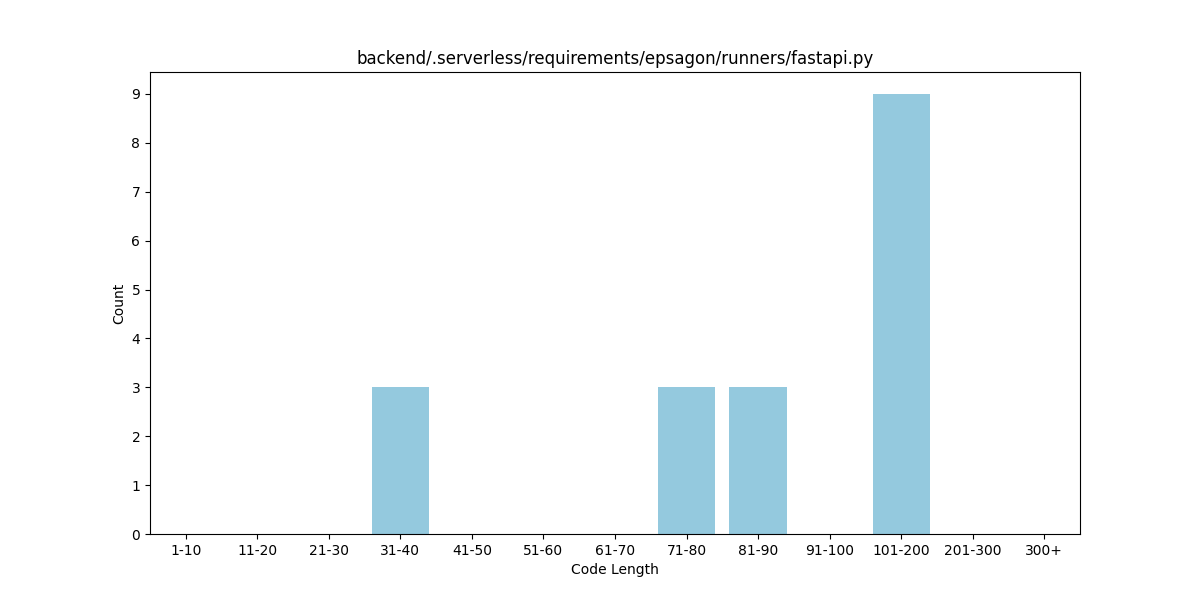 backend/.serverless/requirements/epsagon/runners/fastapi.py
9
8
7
6
5
4
3
2
1
0
Count
1-10 11-20 21-30 31-40 41-50 51-60 61-70 71-80 81-90 91-100 101-200 201-300 300+
Code Length